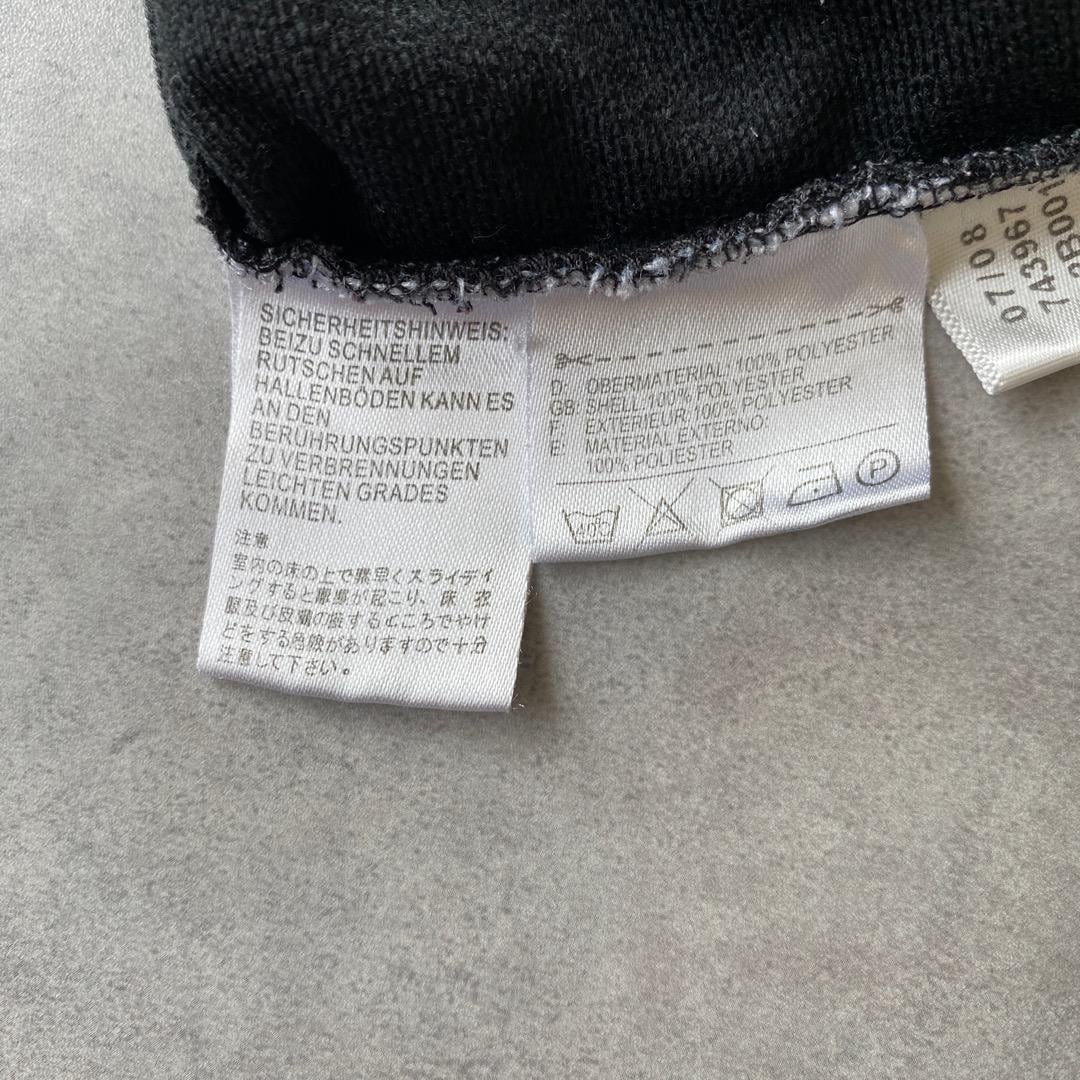 SICHERHEITSHINWEIS:
BEIZU SCHNELLEM
RUTSCHEN AUF
HALLENBÖDEN KANN ES
AN DEN
BERÜHRUNGSPUNKTEN
ZU VERBRENNUNGEN
LEICHTEN GRADES
KOMMEN.
注意
室内の床の上で素早くスライディ
ングすると摩擦が起こり、床 衣
服及び皮膚の接するところでやけ
どをする危険がありますので十分
注意して下さい。
D: OBERMATERIAL: 100% POLYESTER
GB: SHELL: 100% POLYESTER
F: EXTERIEUR: 100% POLYESTER
E: MATERIAL EXTERNO:
100% POLIESTER
40°
P
07/08
743967